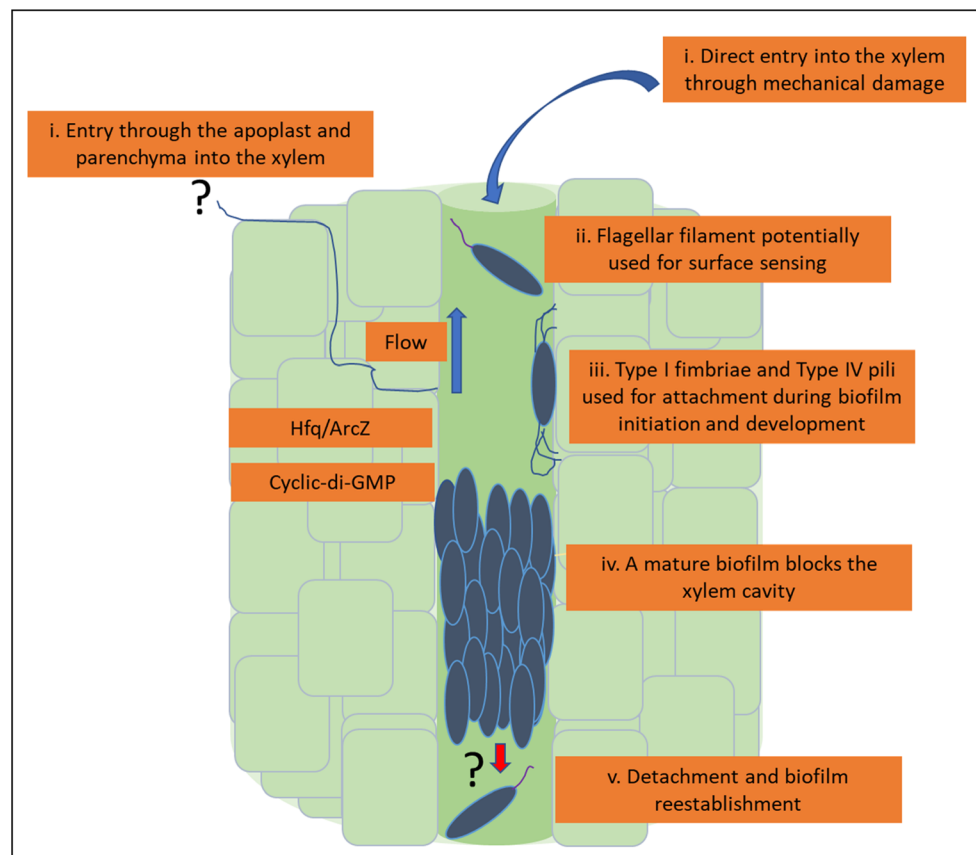 i. Direct entry into the xylem
through mechanical damage
i. Entry through the apoplast and
parenchyma into the xylem
?
ii. Flagellar filament potentially
used for surface sensing
Flow
iii. Type I fimbriae and Type IV pili
used for attachment during biofilm
initiation and development
Hfq/ArcZ
Cyclic-di-GMP
iv. A mature biofilm blocks the
xylem cavity
?
v. Detachment and biofilm
reestablishment